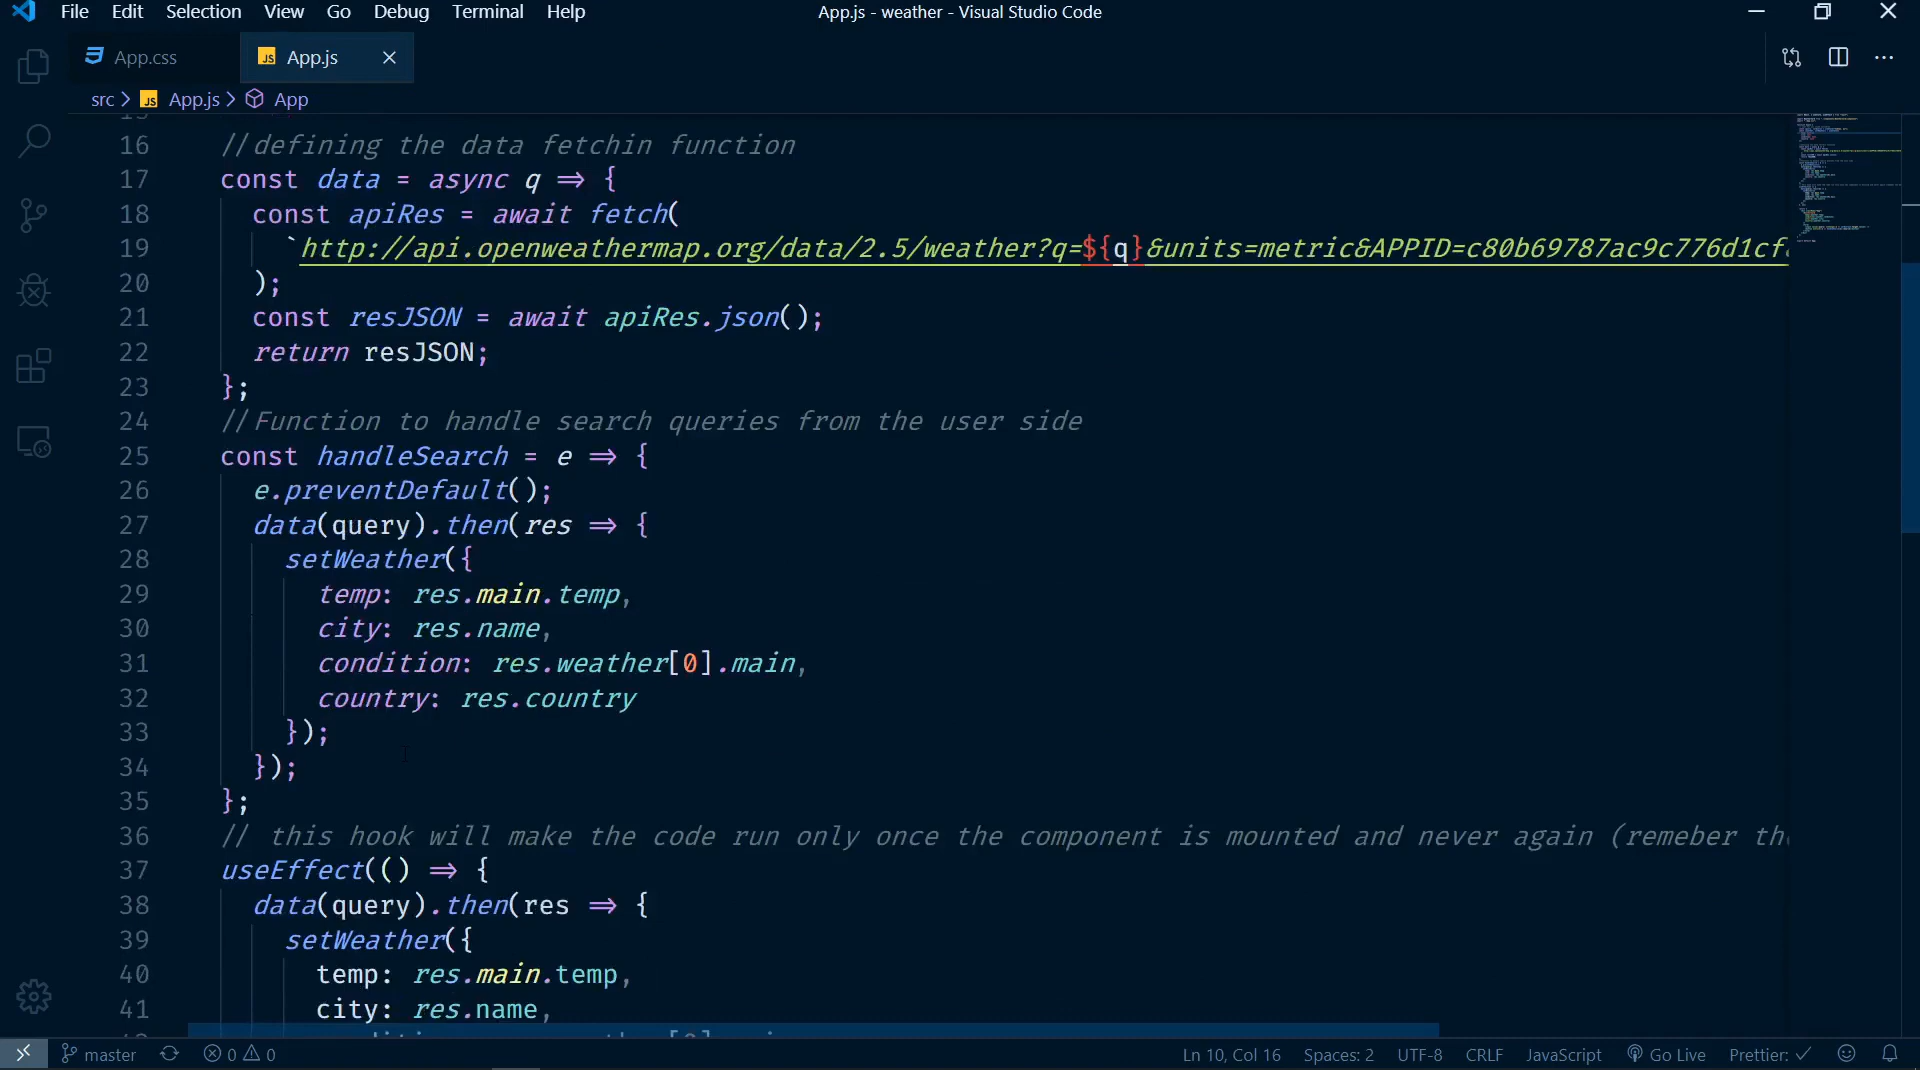 File Edit Selection View Go Debug Terminal Help
App.js - weather - Visual Studio Code
App.css
JS App.js
src > JS App.js > App
16 //defining the data fetchin function
17 const data = async q => {
18 const apiRes = await fetch(
19 `http://api.openweathermap.org/data/2.5/weather?q=${q}&units=metric&APPID=c80b69787ac9c776d1cf
20 );
21 const resJSON = await apiRes.json();
22 return resJSON;
23 };
24 //Function to handle search queries from the user side
25 const handleSearch = e => {
26 e.preventDefault();
27 data(query).then(res => {
28 setWeather({
29 temp: res.main.temp,
30 city: res.name,
31 condition: res.weather[0].main,
32 country: res.country
33 });
34 });
35 };
36 // this hook will make the code run only once the component is mounted and never again (remeber th
37 useEffect(() => {
38 data(query).then(res => {
39 setWeather({
40 temp: res.main.temp,
41 city: res.name,
master 0 0 Ln 10, Col 16 Spaces: 2 UTF-8 CRLF JavaScript Go Live Prettier: ✓